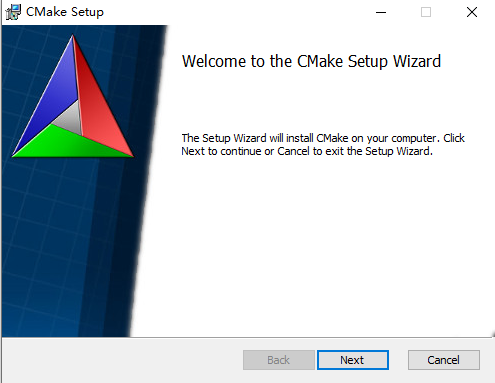 CMake Setup
Welcome to the CMake Setup Wizard
The Setup Wizard will install CMake on your computer. Click
Next to continue or Cancel to exit the Setup Wizard.
Back Next Cancel